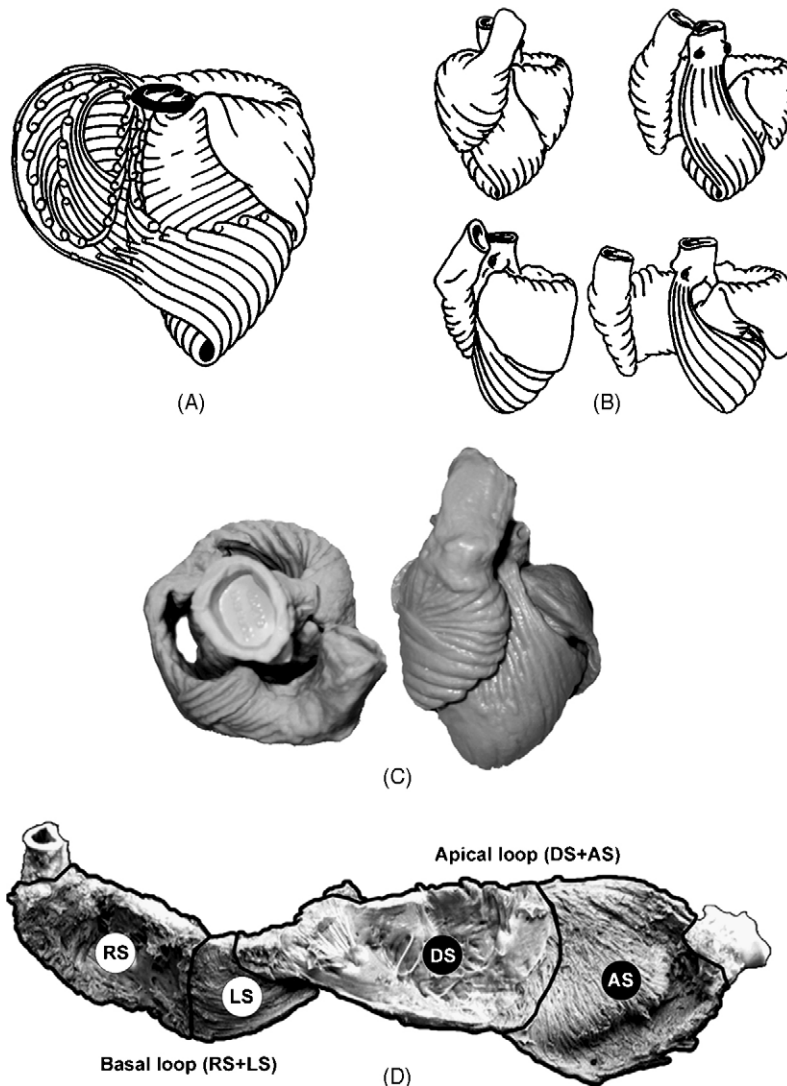 (A)
(B)
(C)
Apical loop (DS+AS)
RS
LS
DS
AS
Basal loop (RS+LS)
(D)